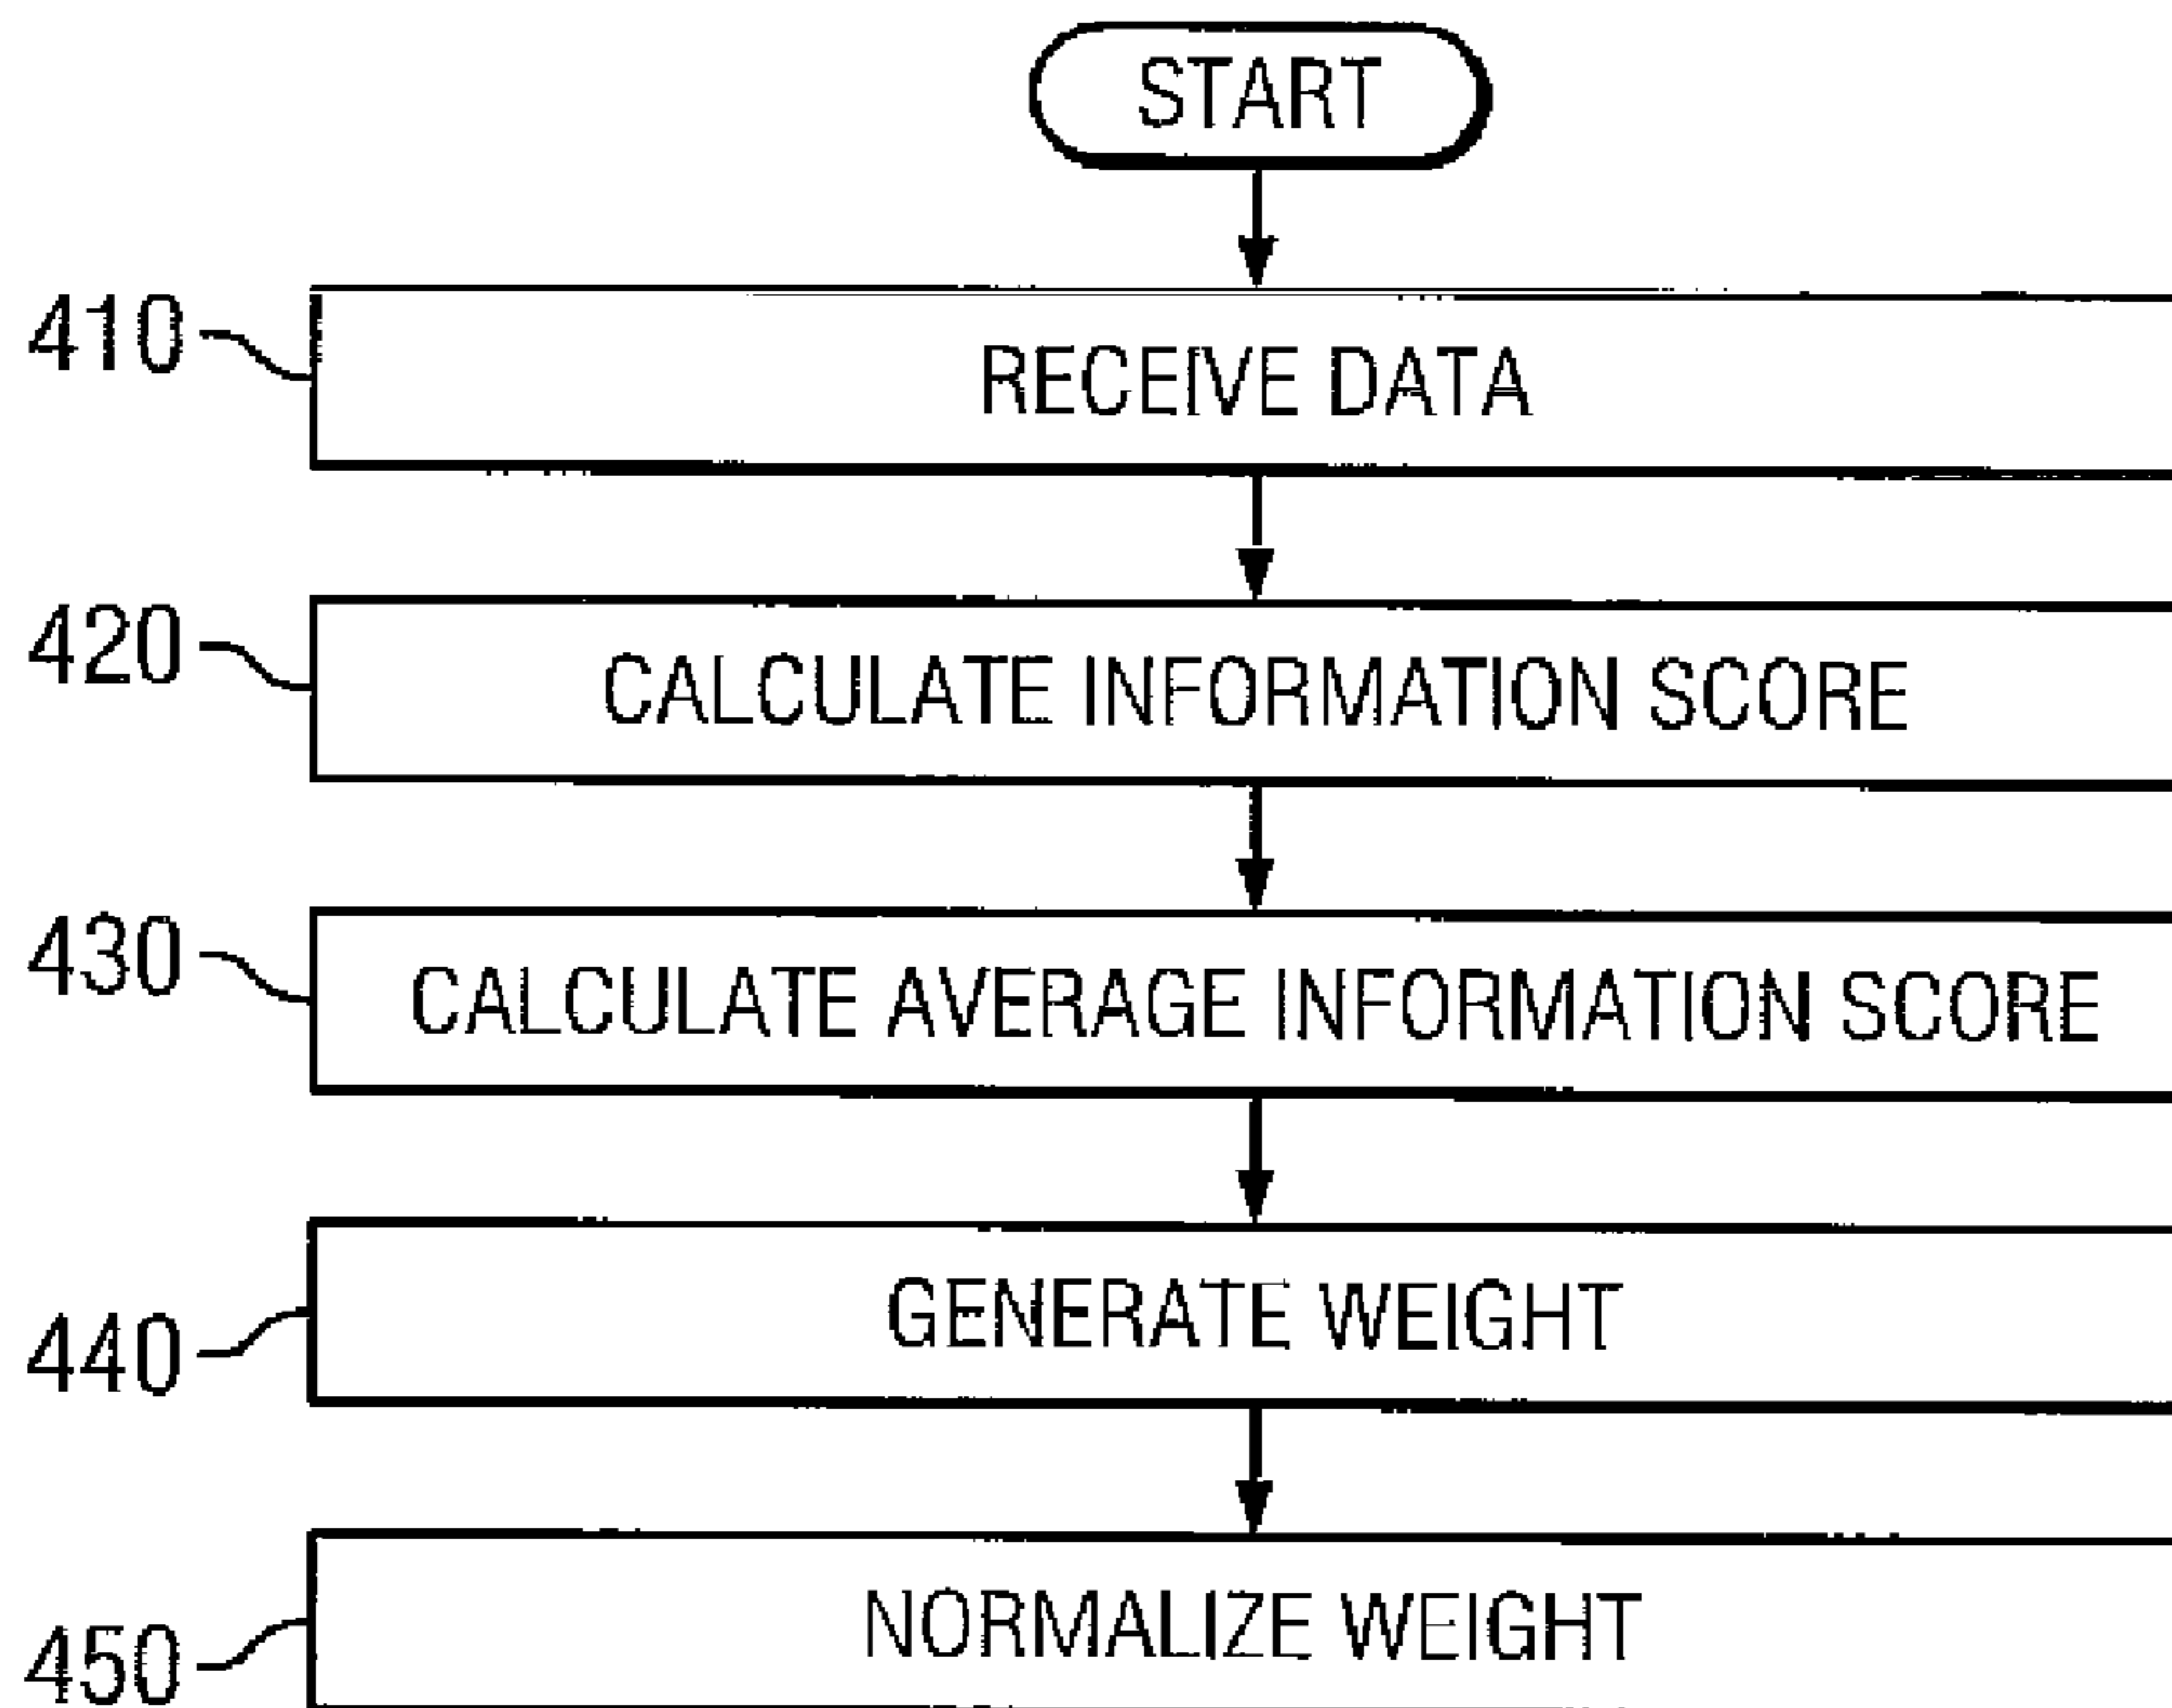 START
410
RECEIVE DATA
420
CALCULATE INFORMATION SCORE
430
CALCULATE AVERAGE INFORMATION SCORE
440
GENERATE WEIGHT
450
NORMALIZE WEIGHT